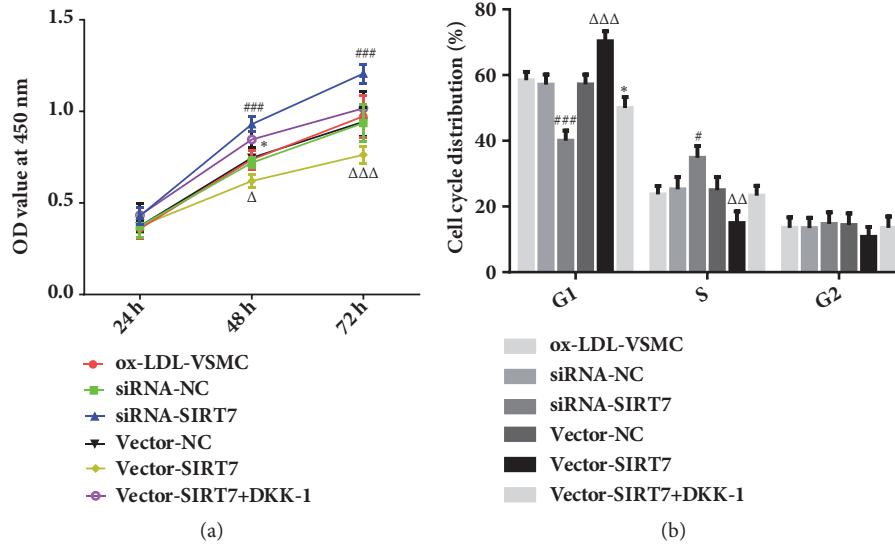 OD value at 450 nm
1.5
1.0
0.5
0.0
###
###
*
Δ
ΔΔΔ
24 h
48 h
72 h
ox-LDL-VSMC
siRNA-NC
siRNA-SIRT7
Vector-NC
Vector-SIRT7
Vector-SIRT7+DKK-1
(a)
Cell cycle distribution (%)
80
60
40
20
0
ΔΔΔ
*
###
#
ΔΔ
G1
S
G2
ox-LDL-VSMC
siRNA-NC
siRNA-SIRT7
Vector-NC
Vector-SIRT7
Vector-SIRT7+DKK-1
(b)